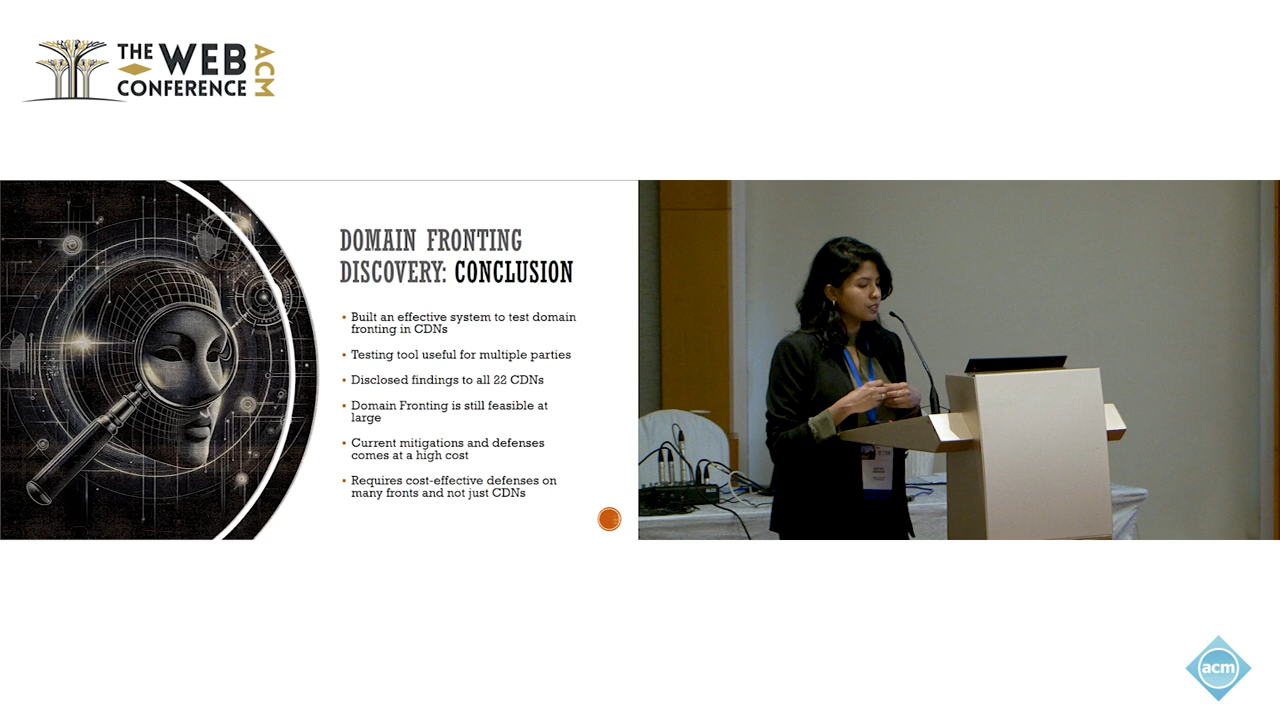 THE WEB
CONFERENCE
ACM
DOMAIN FRONTING
DISCOVERY: CONCLUSION
• Built an effective system to test domain
fronting in CDNs
• Testing tool useful for multiple parties
• Disclosed findings to all 22 CDNs
• Domain Fronting is still feasible at
large
• Current mitigations and defenses
comes at a high cost
• Requires cost-effective defenses on
many fronts and not just CDNs
acm